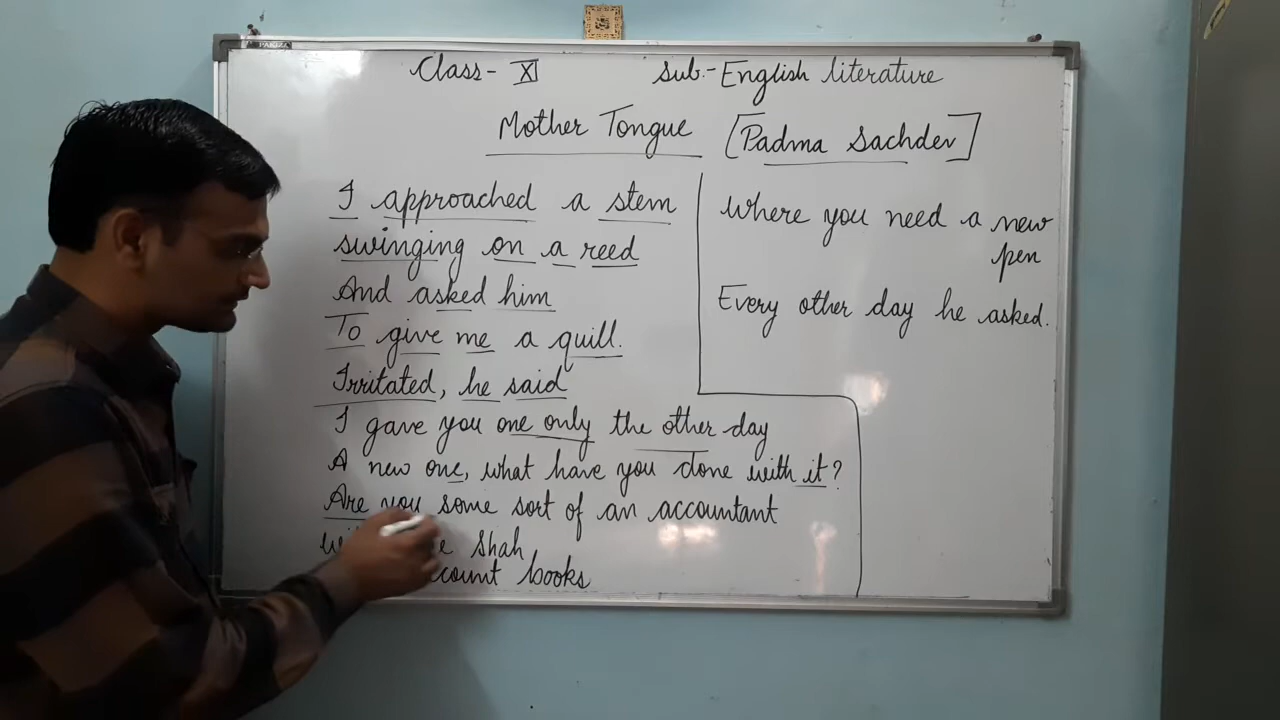 Class- XI Sub.- English literature
Mother Tongue [Padma Sachdev]
I approached a stem
swinging on a reed
And asked him
To give me a quill.
Irritated, he said
I gave you one only the other day
A new one, what have you done with it?
Are you some sort of an accountant
Shah
books
Where you need a new
pen
Every other day he asked.